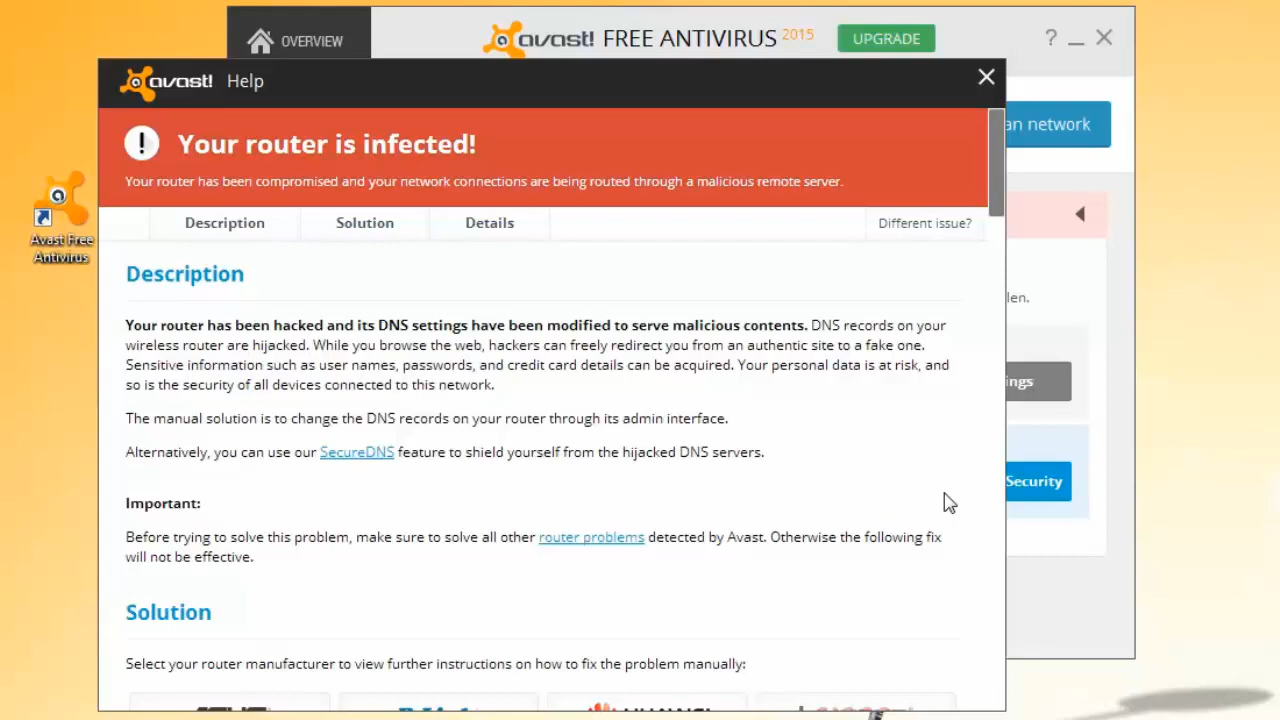 OVERVIEW
avast! FREE ANTIVIRUS 2015
UPGRADE
?
avast! Help
an network
! Your router is infected!
Your router has been compromised and your network connections are being routed through a malicious remote server.
Description Solution Details Different issue?
Avast Free
Antivirus
Description
len.
Your router has been hacked and its DNS settings have been modified to serve malicious contents. DNS records on your
wireless router are hijacked. While you browse the web, hackers can freely redirect you from an authentic site to a fake one.
Sensitive information such as user names, passwords, and credit card details can be acquired. Your personal data is at risk, and
so is the security of all devices connected to this network.
ings
The manual solution is to change the DNS records on your router through its admin interface.
Alternatively, you can use our SecureDNS feature to shield yourself from the hijacked DNS servers.
Security
Important:
Before trying to solve this problem, make sure to solve all other router problems detected by Avast. Otherwise the following fix
will not be effective.
Solution
Select your router manufacturer to view further instructions on how to fix the problem manually: